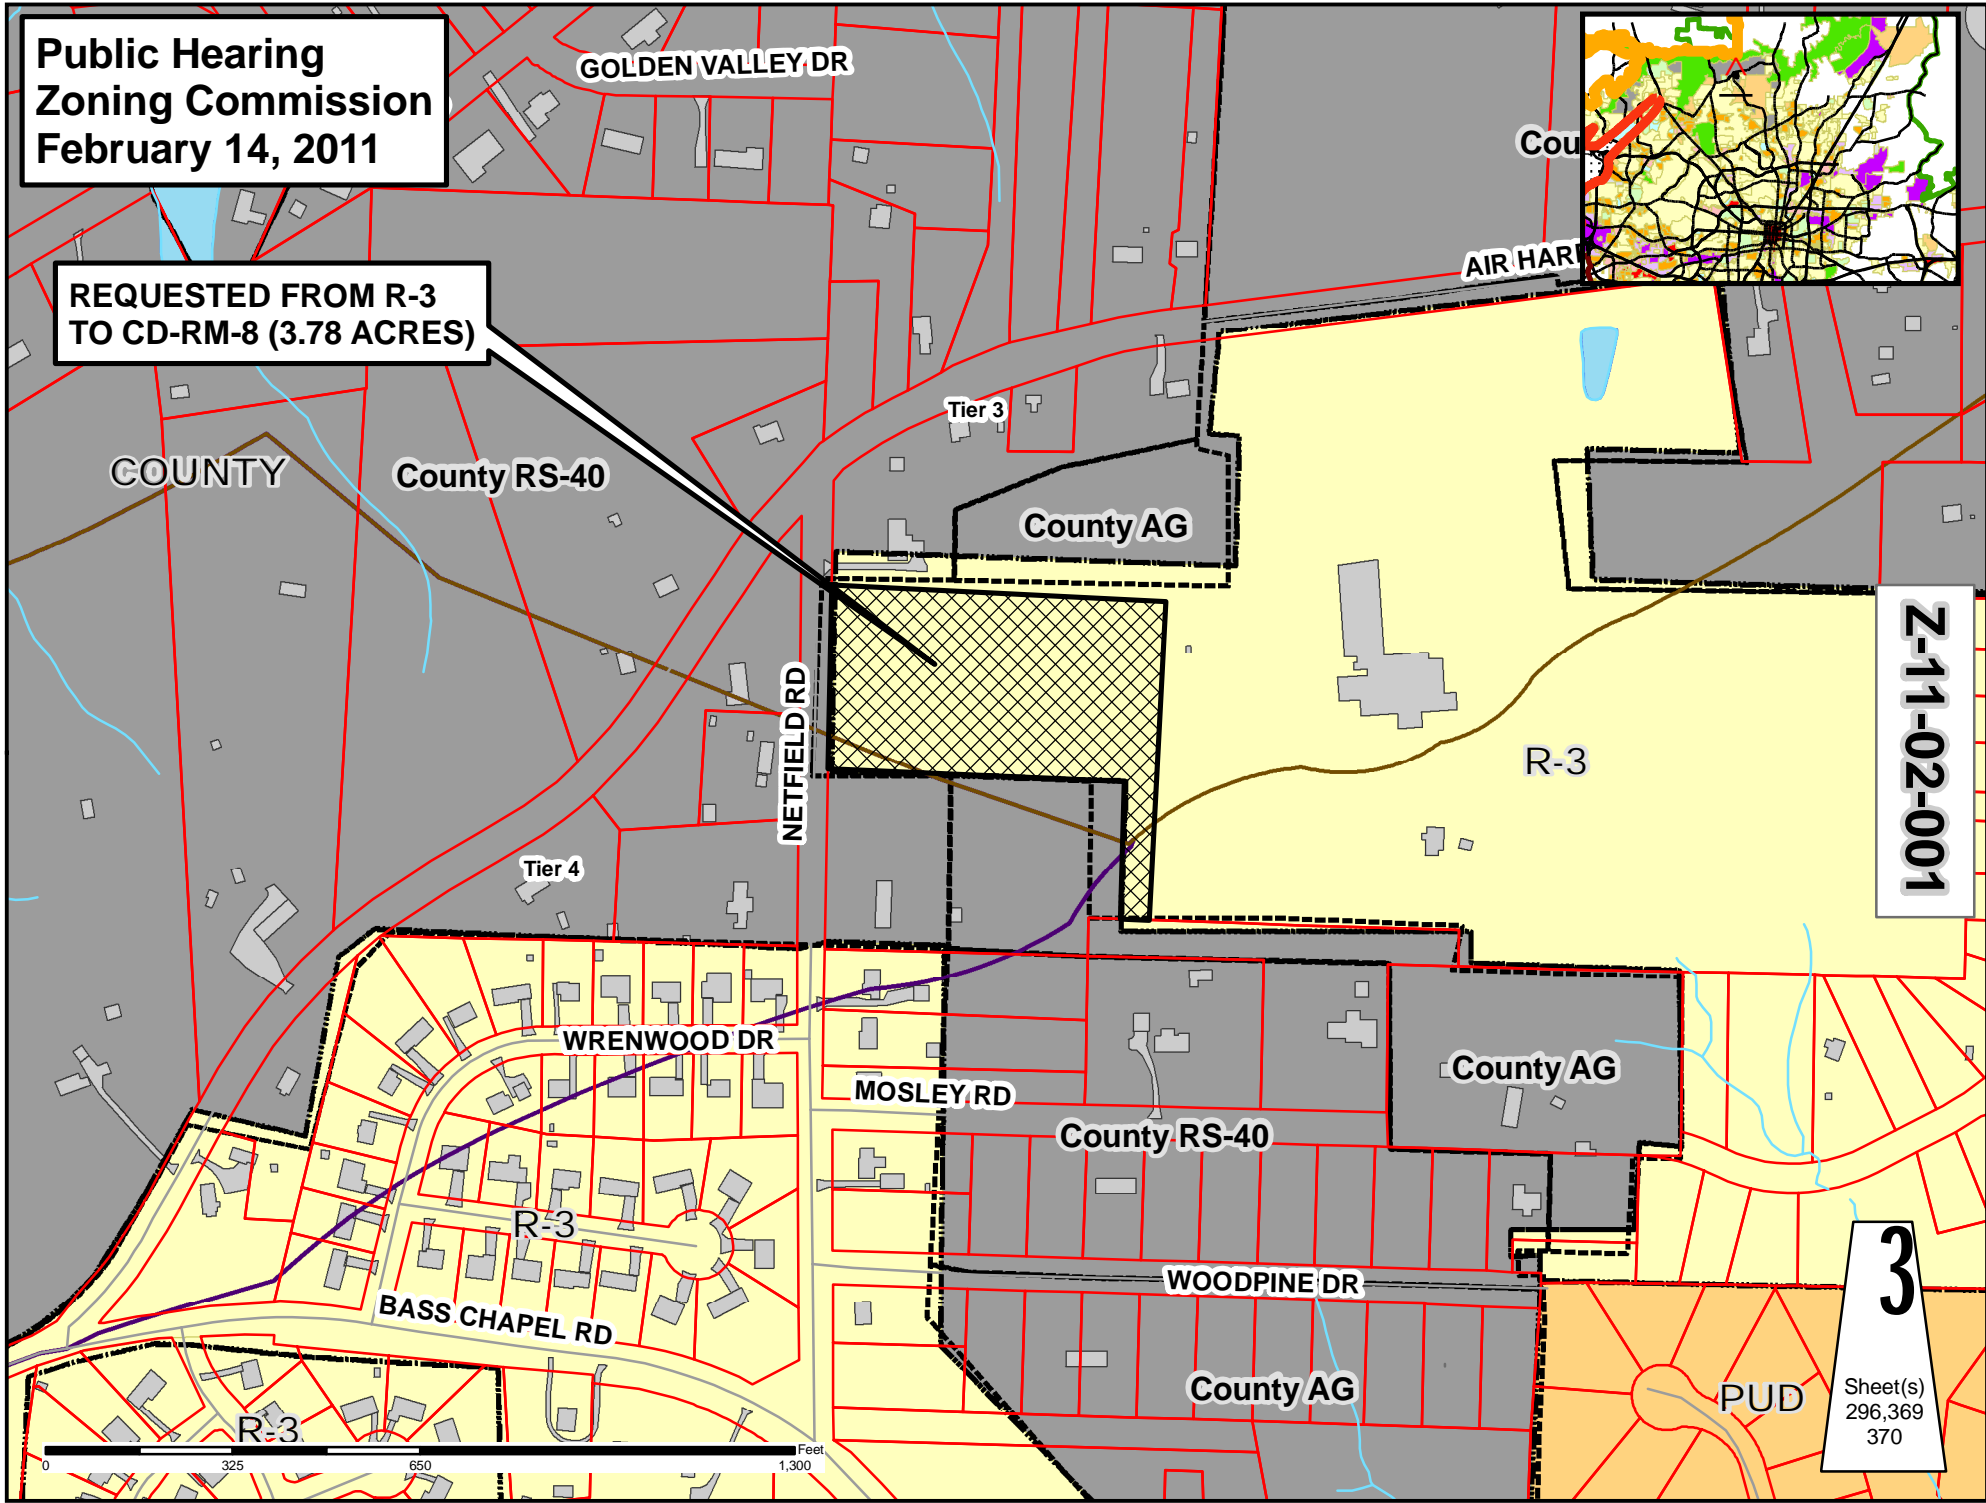 Public Hearing
Zoning Commission
February 14, 2011
GOLDEN VALLEY DR
REQUESTED FROM R-3
TO CD-RM-8 (3.78 ACRES)
AIR HAR
Cou
Tier 3
COUNTY
County RS-40
County AG
Z-11-02-001
NETFIELD RD
R-3
Tier 4
WRENWOOD DR
MOSLEY RD
County AG
County RS-40
R-3
WOODPINE DR
BASS CHAPEL RD
County AG
PUD
3
Sheet(s)
296,369
370
R-3
Feet
0 325 650 1,300